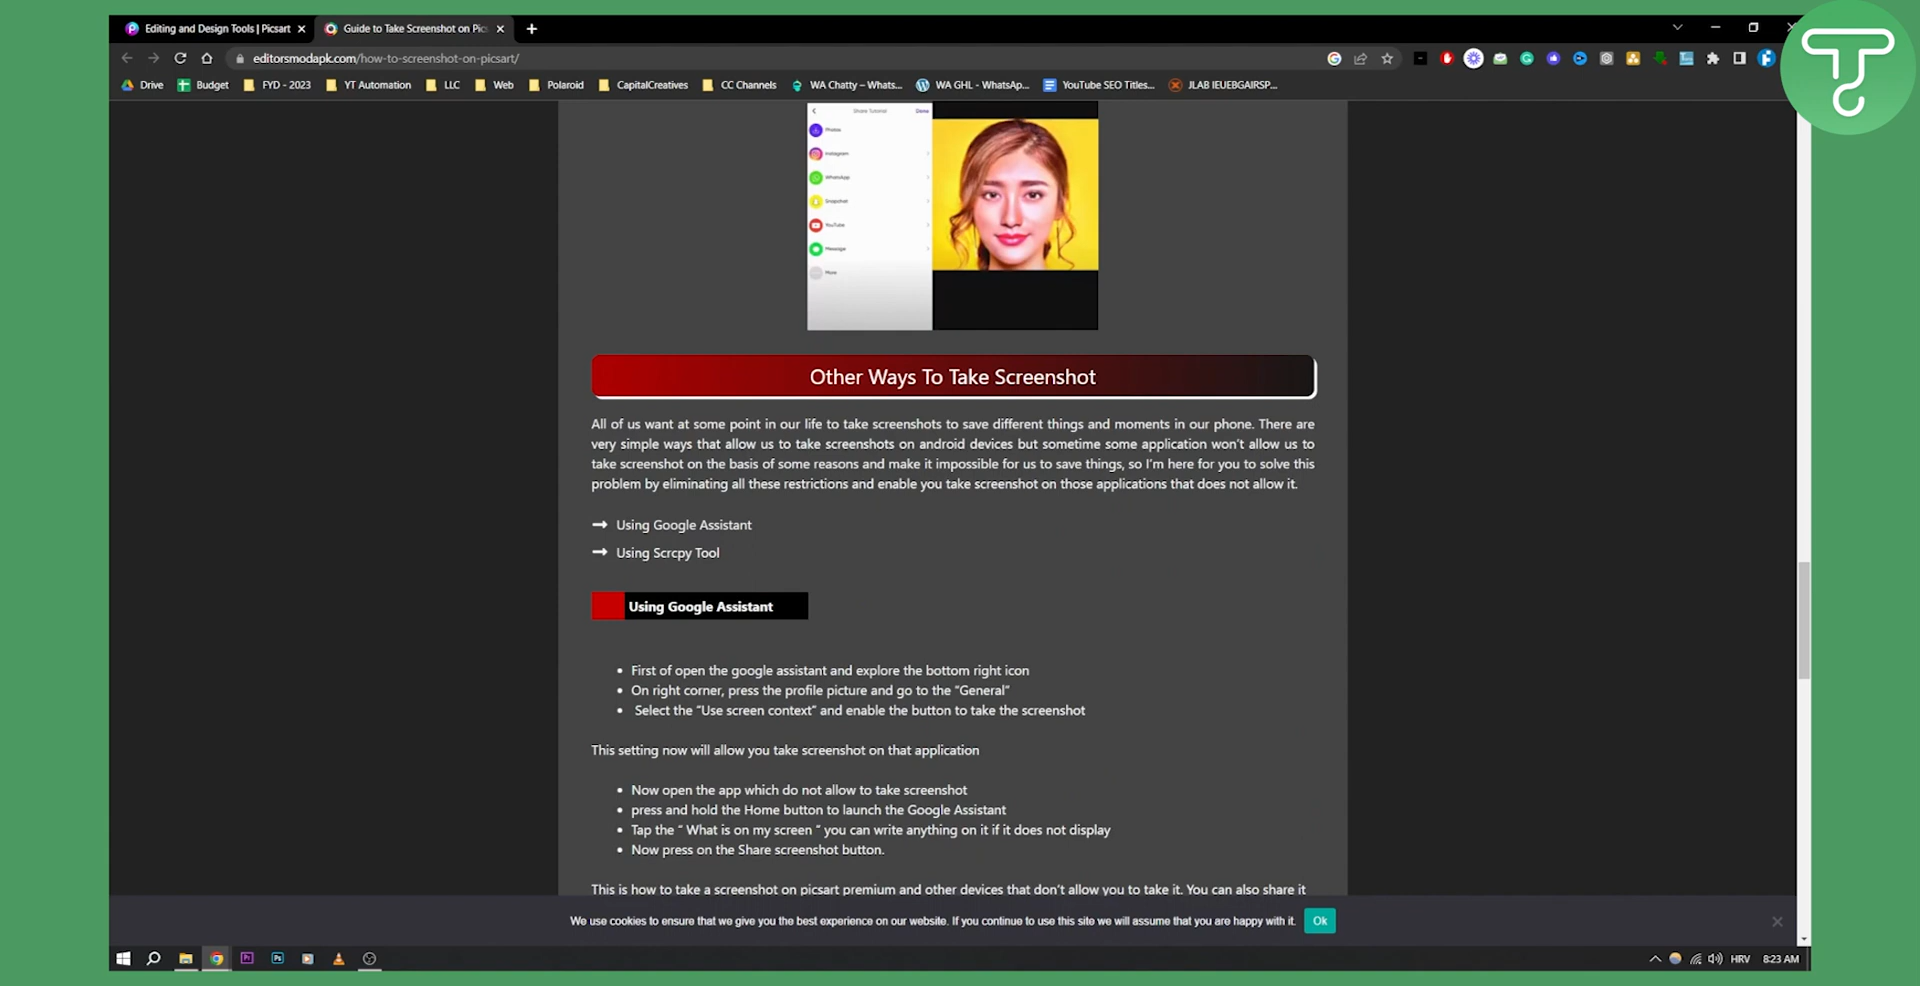 Editing and Design Tools | Picsart
Guide to Take Screenshot on Pic
editorsmodapk.com/how-to-screenshot-on-picsart/
Drive
Budget
FYD - 2023
YT Automation
LLC
Web
Polaroid
CapitalCreatives
CC Channels
WA Chatty – Whats...
WA GHL - WhatsAp...
YouTube SEO Titles...
JLAB IEUEBGAIRSP...
Share Tutorial
Done
Photos
Instagram
WhatsApp
Snapchat
YouTube
Message
More
Other Ways To Take Screenshot
All of us want at some point in our life to take screenshots to save different things and moments in our phone. There are
very simple ways that allow us to take screenshots on android devices but sometime some application won't allow us to
take screenshot on the basis of some reasons and make it impossible for us to save things, so I'm here for you to solve this
problem by eliminating all these restrictions and enable you take screenshot on those applications that does not allow it.
Using Google Assistant
Using Scrcpy Tool
Using Google Assistant
• First of open the google assistant and explore the bottom right icon
• On right corner, press the profile picture and go to the “General”
• Select the “Use screen context” and enable the button to take the screenshot
This setting now will allow you take screenshot on that application
• Now open the app which do not allow to take screenshot
• press and hold the Home button to launch the Google Assistant
• Tap the “ What is on my screen “ you can write anything on it if it does not display
• Now press on the Share screenshot button.
This is how to take a screenshot on picsart premium and other devices that don't allow you to take it. You can also share it
We use cookies to ensure that we give you the best experience on our website. If you continue to use this site we will assume that you are happy with it.
Ok
HRV
8:23 AM